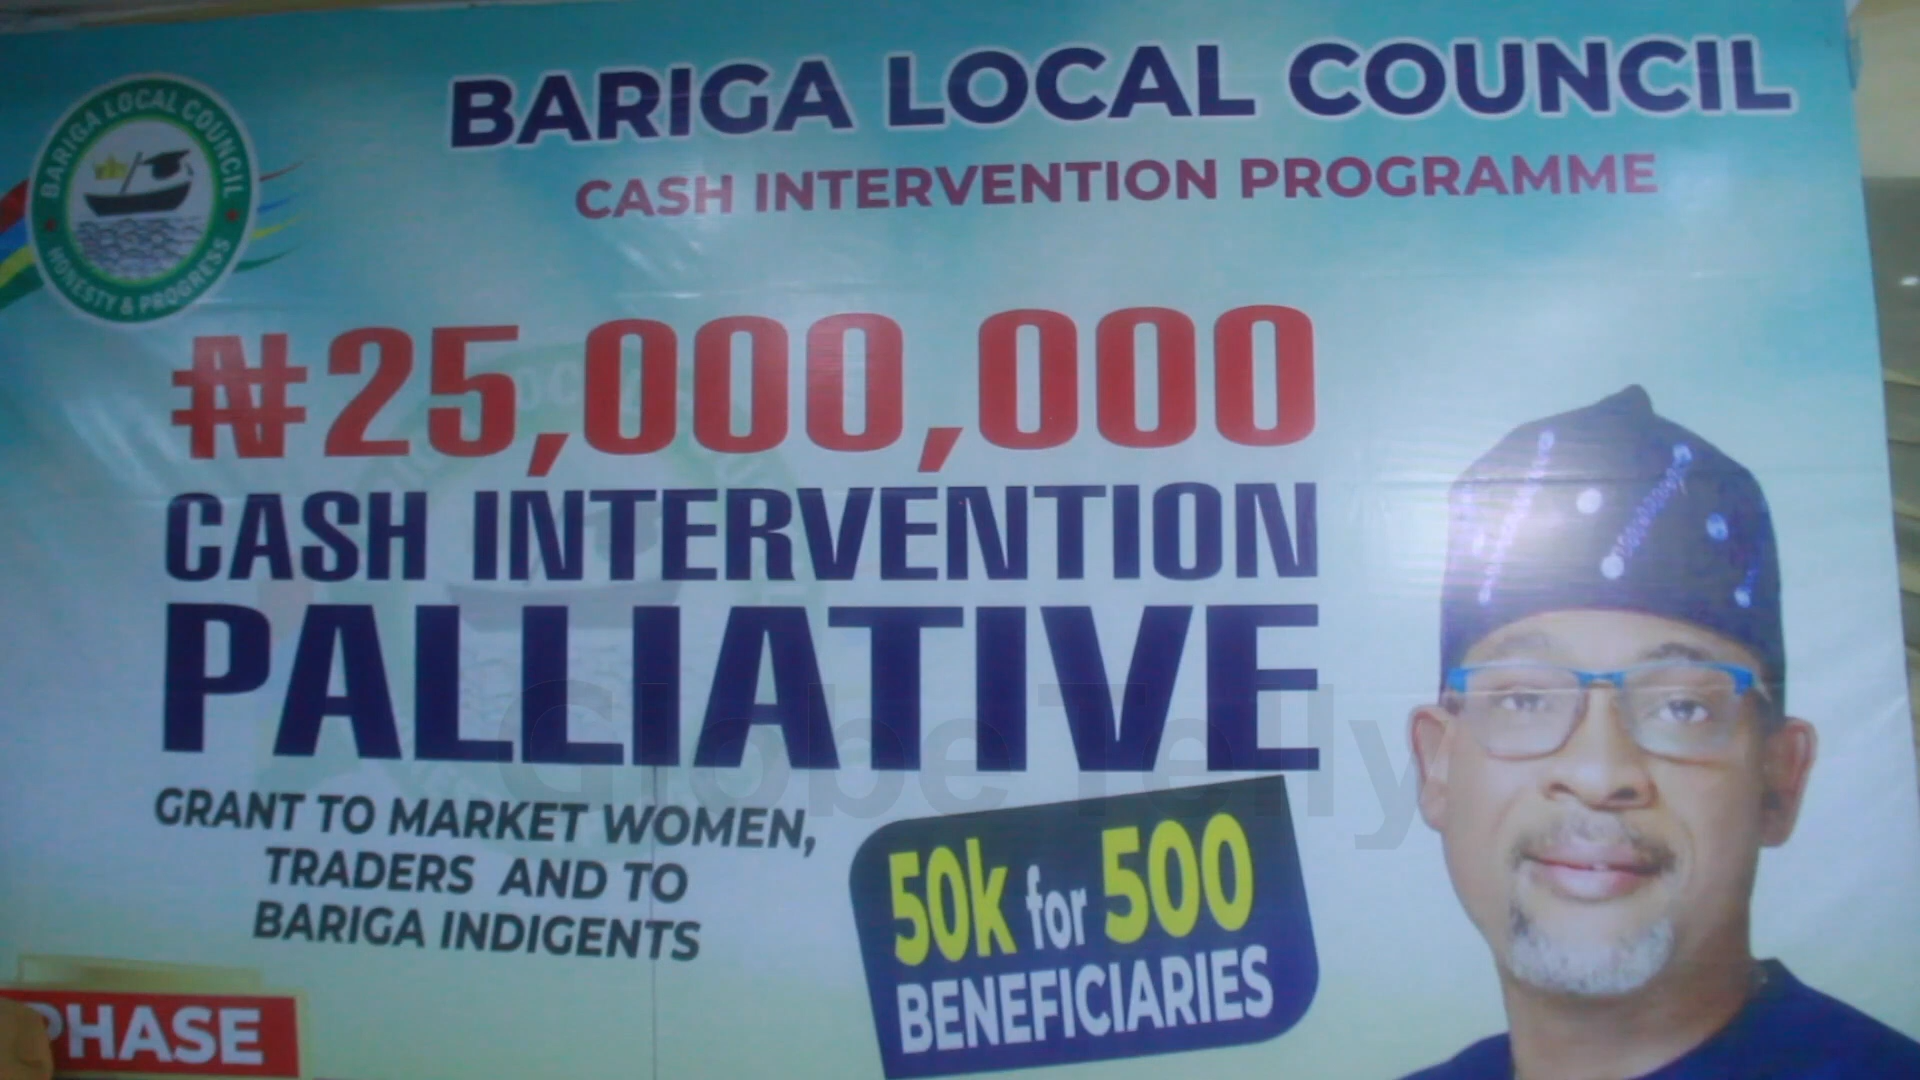 BARIGA LOCAL COUNCIL
HONESTY & PROGRESS
BARIGA LOCAL COUNCIL
CASH INTERVENTION PROGRAMME
₦25,000,000
CASH INTERVENTION
PALLIATIVE
GRANT TO MARKET WOMEN,
TRADERS AND TO
BARIGA INDIGENTS
50k for 500
BENEFICIARIES
PHASE
GlobeTelly